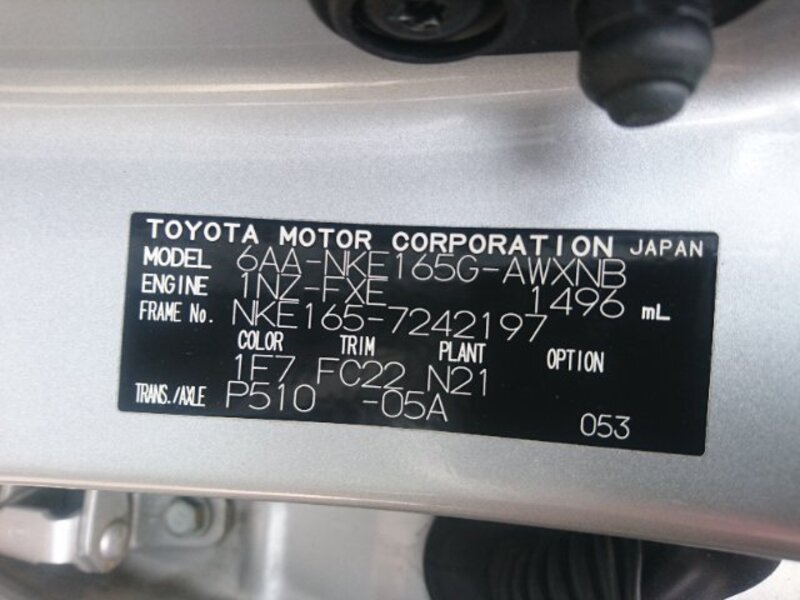 TOYOTA MOTOR CORPORATION JAPAN
MODEL 6AA-NKE165G-AWXNB
ENGINE 1NZ-FXE 1496 mL
FRAME No. NKE165-7242197
COLOR TRIM PLANT OPTION
1F7 FC22 N21
TRANS./AXLE P510 -05A
053